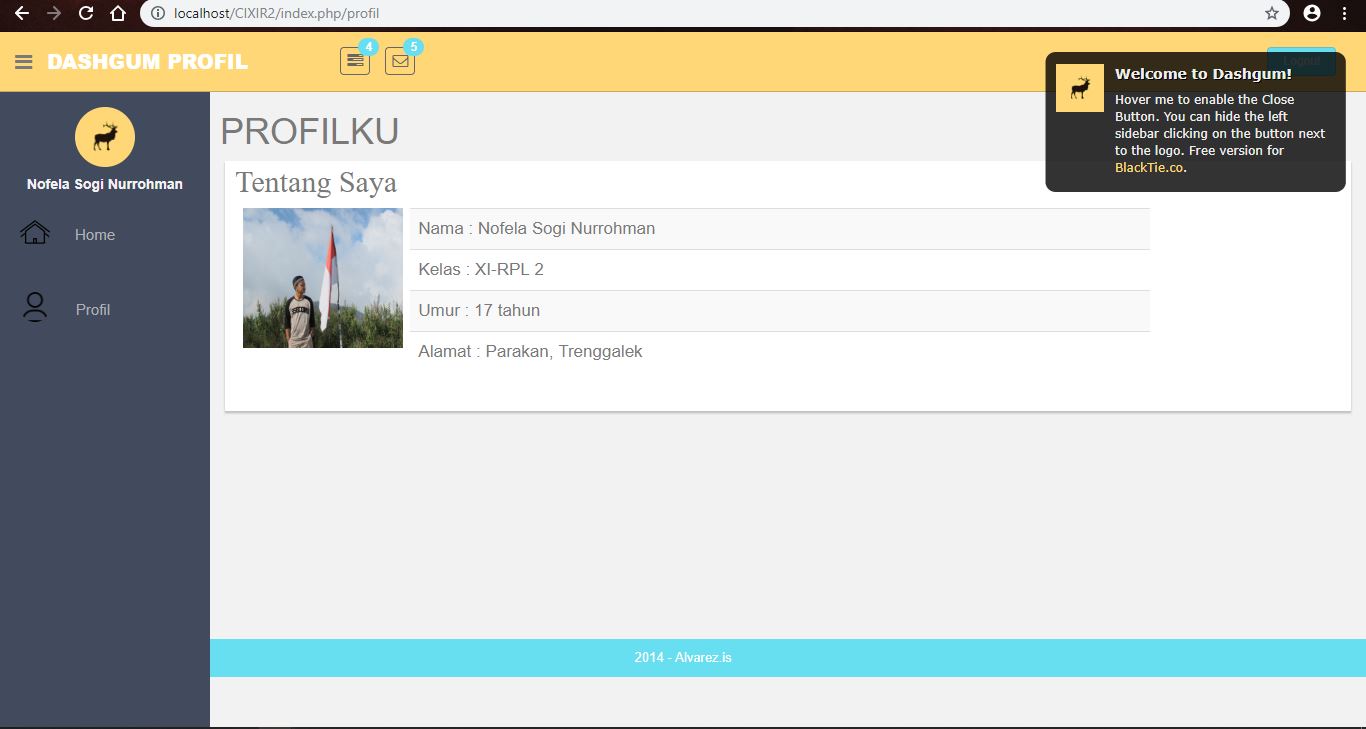 localhost/CIXIR2/index.php/profil
DASHGUM PROFIL
4
5
Logout
Welcome to Dashgum!
Hover me to enable the Close
Button. You can hide the left
sidebar clicking on the button next
to the logo. Free version for
BlackTie.co.
Nofela Sogi Nurrohman
Home
Profil
PROFILKU
Tentang Saya
Nama : Nofela Sogi Nurrohman
Kelas : XI-RPL 2
Umur : 17 tahun
Alamat : Parakan, Trenggalek
2014 - Alvarez.is